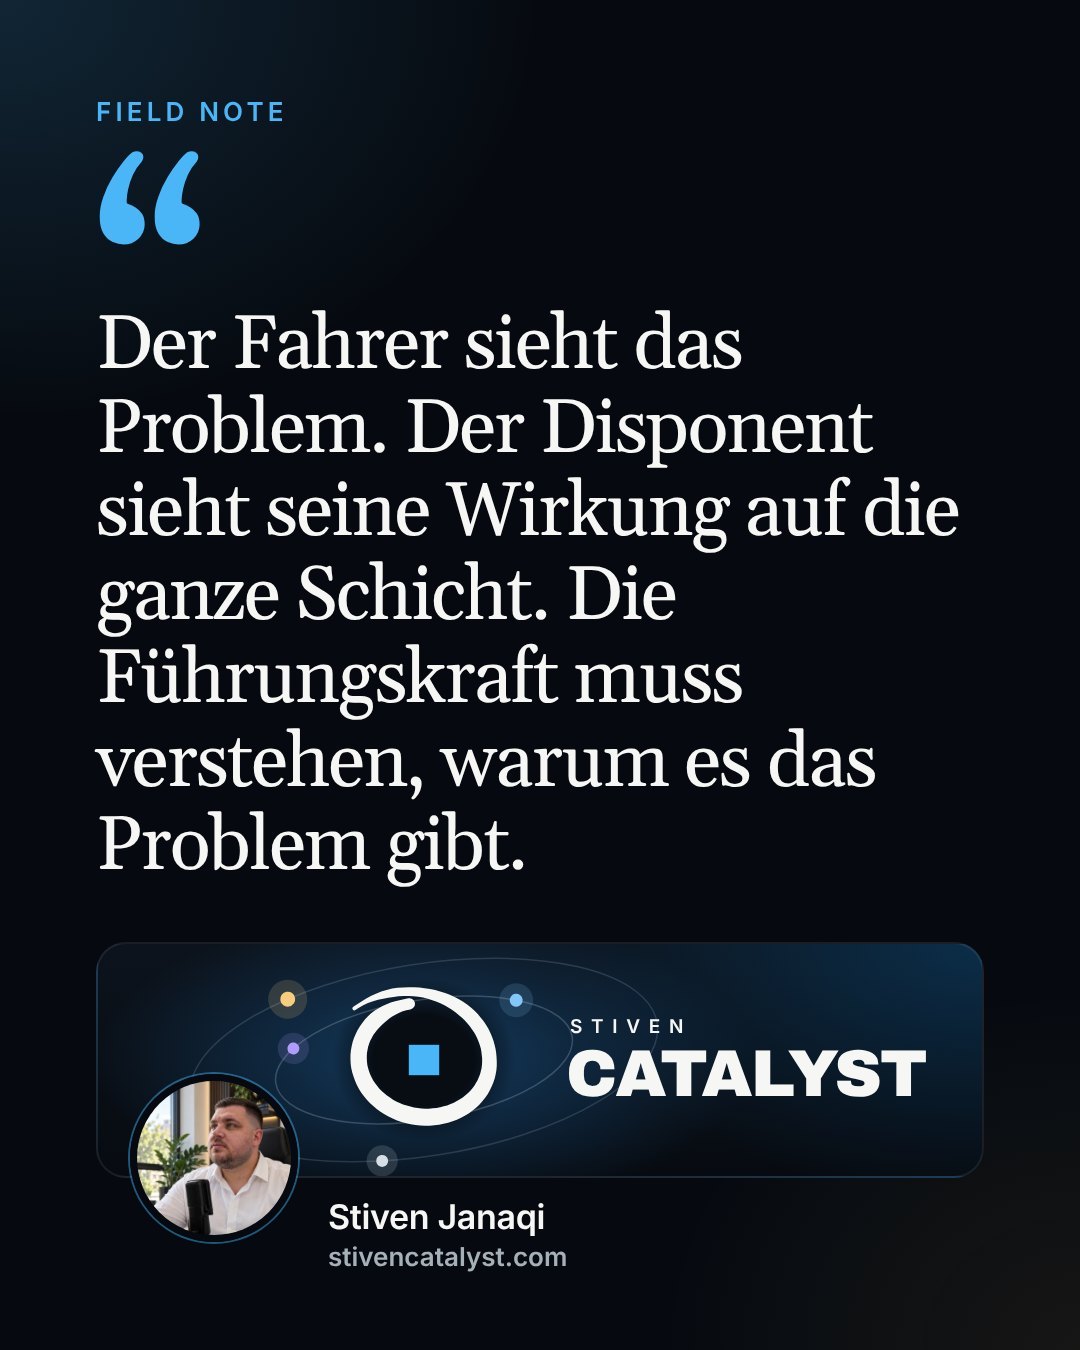 FIELD NOTE
“
Der Fahrer sieht das
Problem. Der Disponent
sieht seine Wirkung auf die
ganze Schicht. Die
Führungskraft muss
verstehen, warum es das
Problem gibt.
STIVEN
CATALYST
Stiven Janaqi
stivencatalyst.com